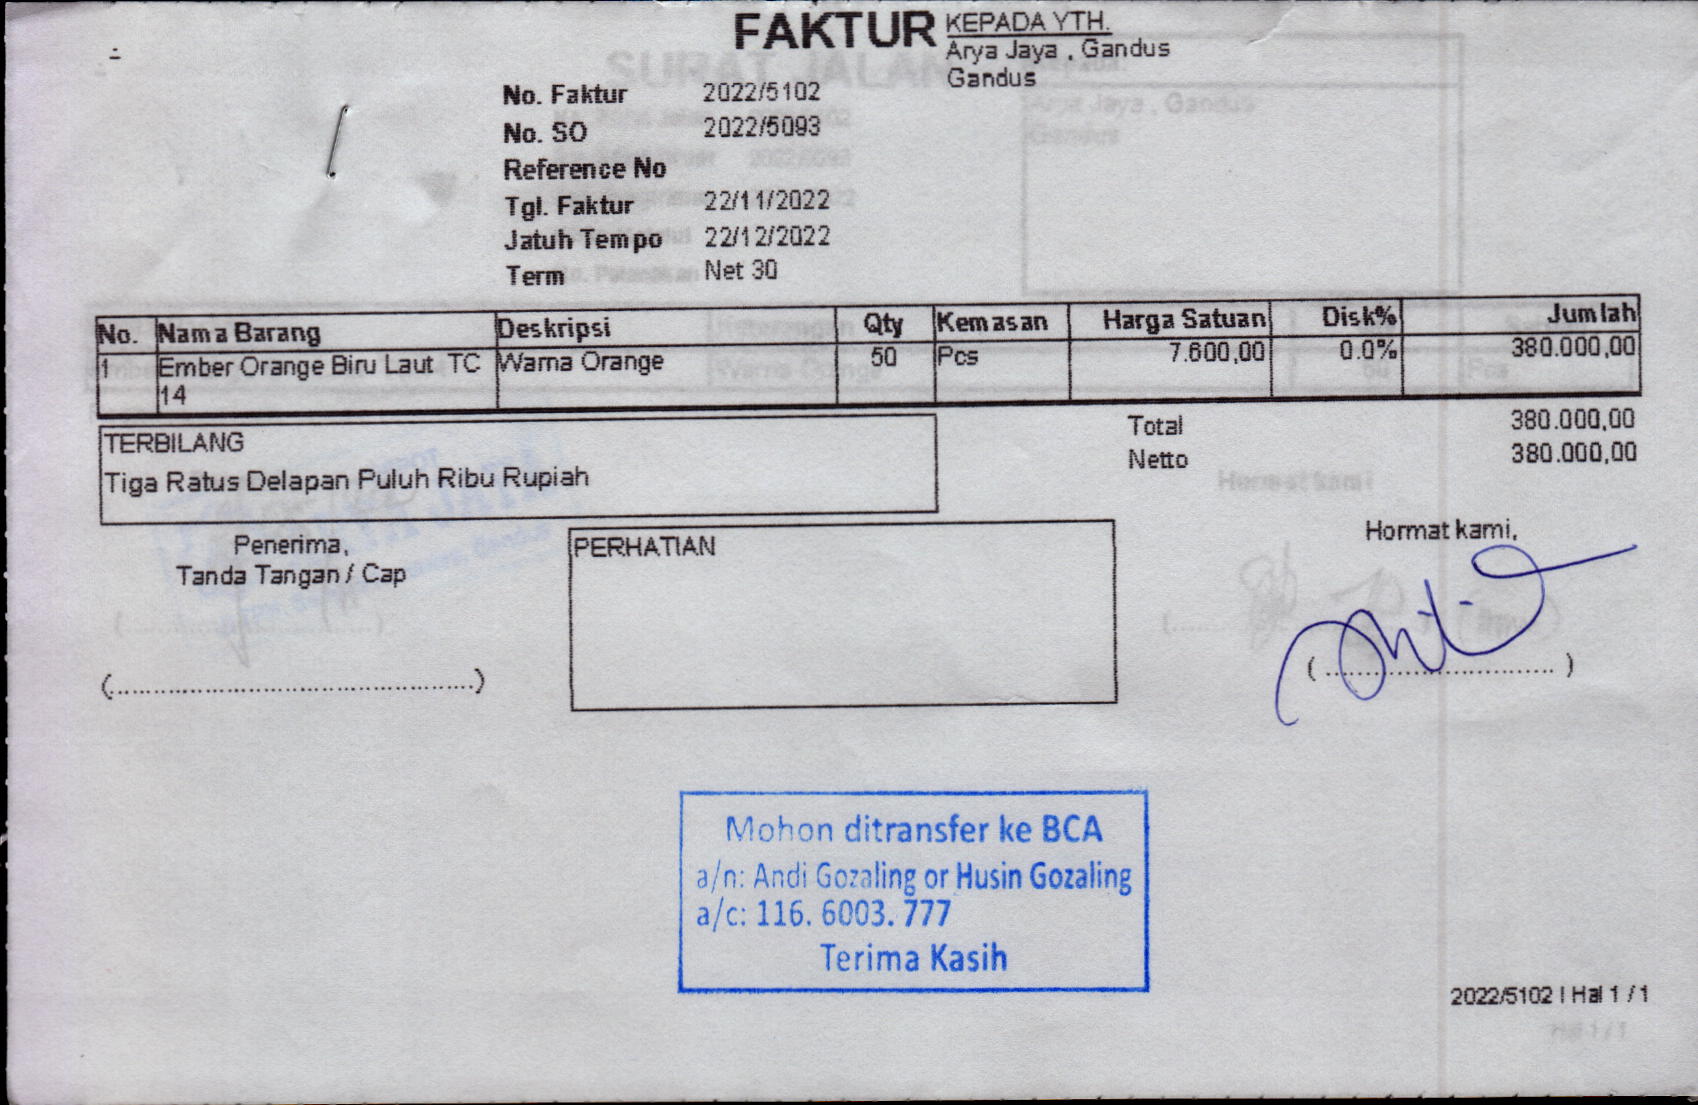 FAKTUR
KEPADA YTH.
Arya Jaya , Gandus
Gandus
No. Faktur 2022/5102
No. SO 2022/5093
Reference No
Tgl. Faktur 22/11/2022
Jatuh Tempo 22/12/2022
Term Net 30
No. Nama Barang Deskripsi Qty Kemasan Harga Satuan Disk% Jumlah
1 Ember Orange Biru Laut TC Warna Orange 50 Pcs 7.600,00 0.0% 380.000,00
14
TERBILANG
Tiga Ratus Delapan Puluh Ribu Rupiah
Total 380.000,00
Netto 380.000,00
Penerima,
Tanda Tangan / Cap
(................................................)
PERHATIAN
Hormat kami,
(................................)
Mohon ditransfer ke BCA
a/n: Andi Gozaling or Husin Gozaling
a/c: 116. 6003. 777
Terima Kasih
2022/5102 | Hal 1 / 1